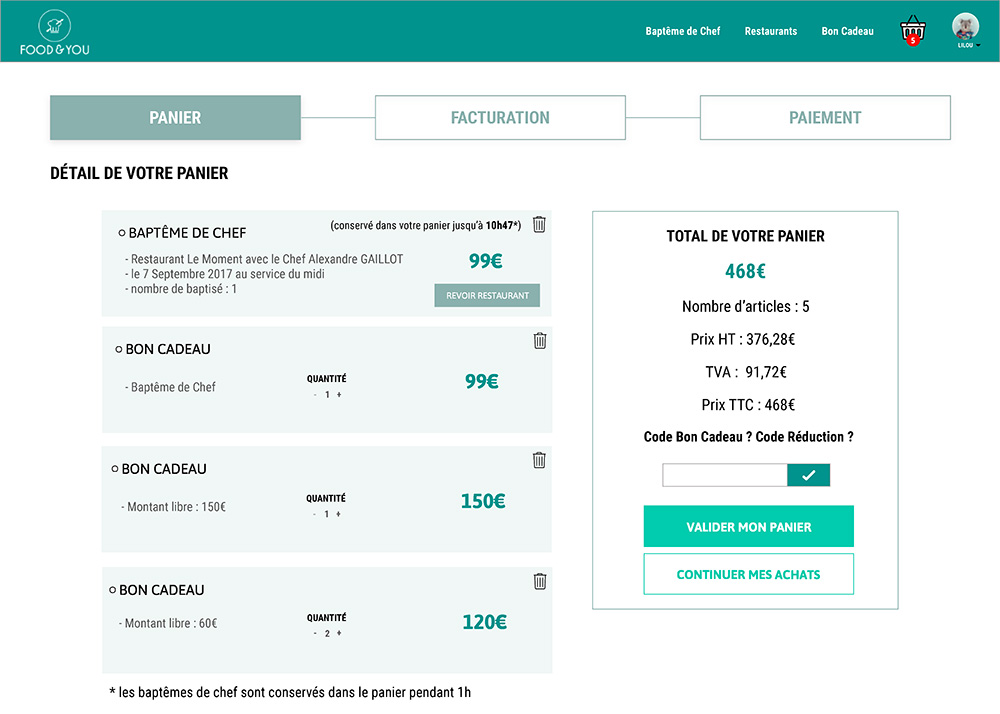 FOOD & YOU
Baptême de Chef
Restaurants
Bon Cadeau
5
LILOU
PANIER
FACTURATION
PAIEMENT
DÉTAIL DE VOTRE PANIER
BAPTÊME DE CHEF
(conservé dans votre panier jusqu'à 10h47*)
- Restaurant Le Moment avec le Chef Alexandre GAILLOT
- le 7 Septembre 2017 au service du midi
- nombre de baptisé : 1
99€
REVOIR RESTAURANT
BON CADEAU
- Baptême de Chef
QUANTITÉ
- 1 +
99€
BON CADEAU
- Montant libre : 150€
QUANTITÉ
- 1 +
150€
BON CADEAU
- Montant libre : 60€
QUANTITÉ
- 2 +
120€
* les baptêmes de chef sont conservés dans le panier pendant 1h
TOTAL DE VOTRE PANIER
468€
Nombre d'articles : 5
Prix HT : 376,28€
TVA : 91,72€
Prix TTC : 468€
Code Bon Cadeau ? Code Réduction ?
VALIDER MON PANIER
CONTINUER MES ACHATS